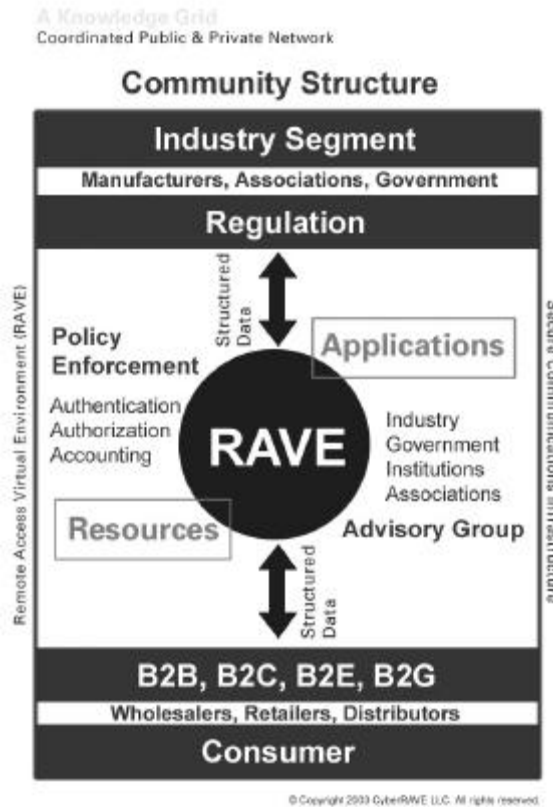 A Knowledge Grid
Coordinated Public & Private Network
Community Structure
Industry Segment
Manufacturers, Associations, Government
Regulation
Structured
Data
Policy
Enforcement
Applications
Authentication
Authorization
Accounting
RAVE
Industry
Government
Institutions
Associations
Resources
Advisory Group
Structured
Data
B2B, B2C, B2E, B2G
Wholesalers, Retailers, Distributors
Consumer
Remote Access Virtual Environment (RAVE)
Secure Communications Infrastructure
© Copyright 2003 CyberRAVE LLC. All rights reserved.